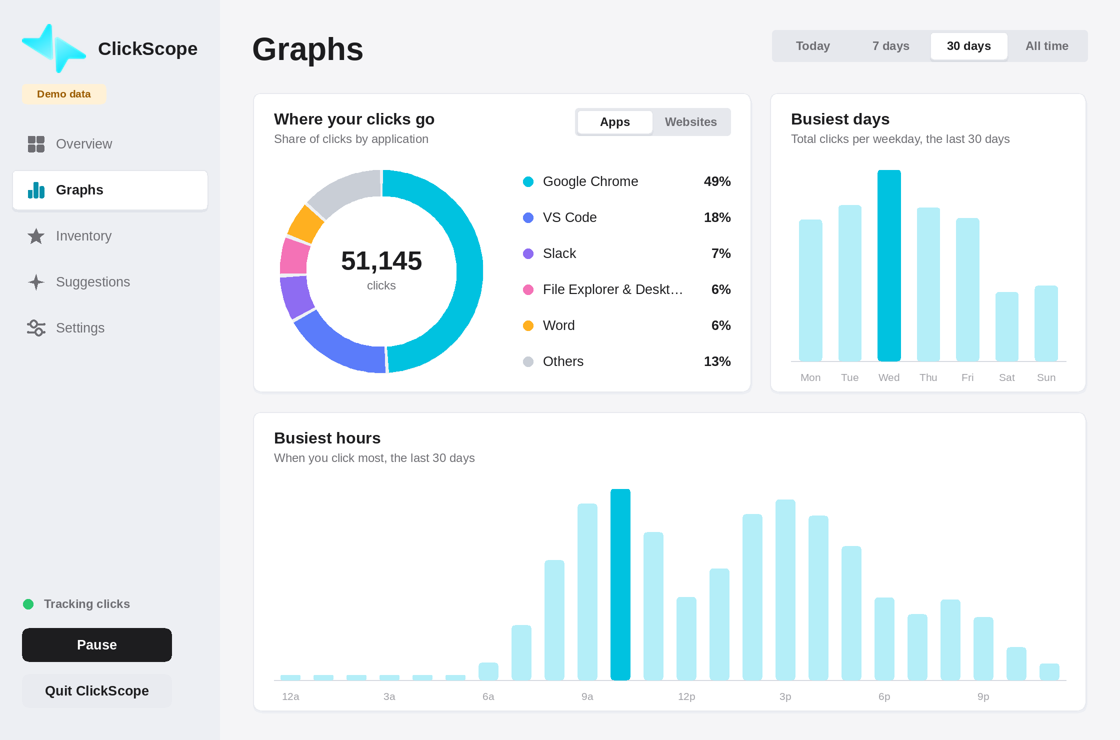 ClickScope
Demo data
Overview
Graphs
Inventory
Suggestions
Settings
Tracking clicks
Pause
Quit ClickScope
Graphs
Today 7 days 30 days All time
Where your clicks go
Share of clicks by application
Apps Websites
51,145
clicks
Google Chrome 49%
VS Code 18%
Slack 7%
File Explorer & Deskt… 6%
Word 6%
Others 13%
Busiest days
Total clicks per weekday, the last 30 days
Mon Tue Wed Thu Fri Sat Sun
Busiest hours
When you click most, the last 30 days
12a 3a 6a 9a 12p 3p 6p 9p